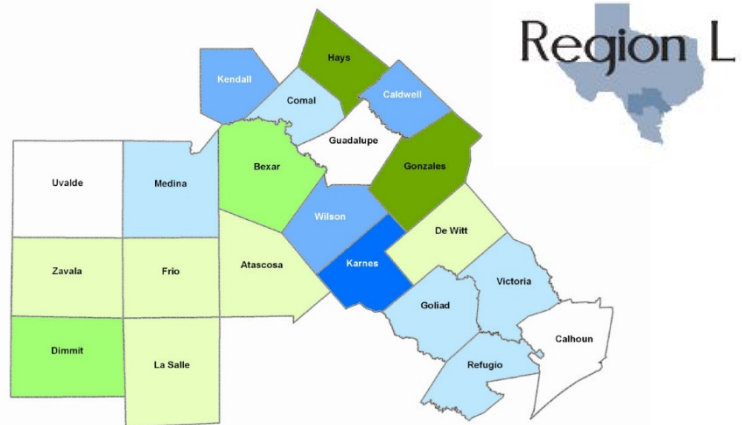 Region L
Hays
Kendall
Comal
Caldwell
Guadalupe
Bexar
Gonzales
Uvalde
Medina
Wilson
De Witt
Zavala
Frio
Atascosa
Karnes
Victoria
Goliad
Calhoun
Dimmit
La Salle
Refugio